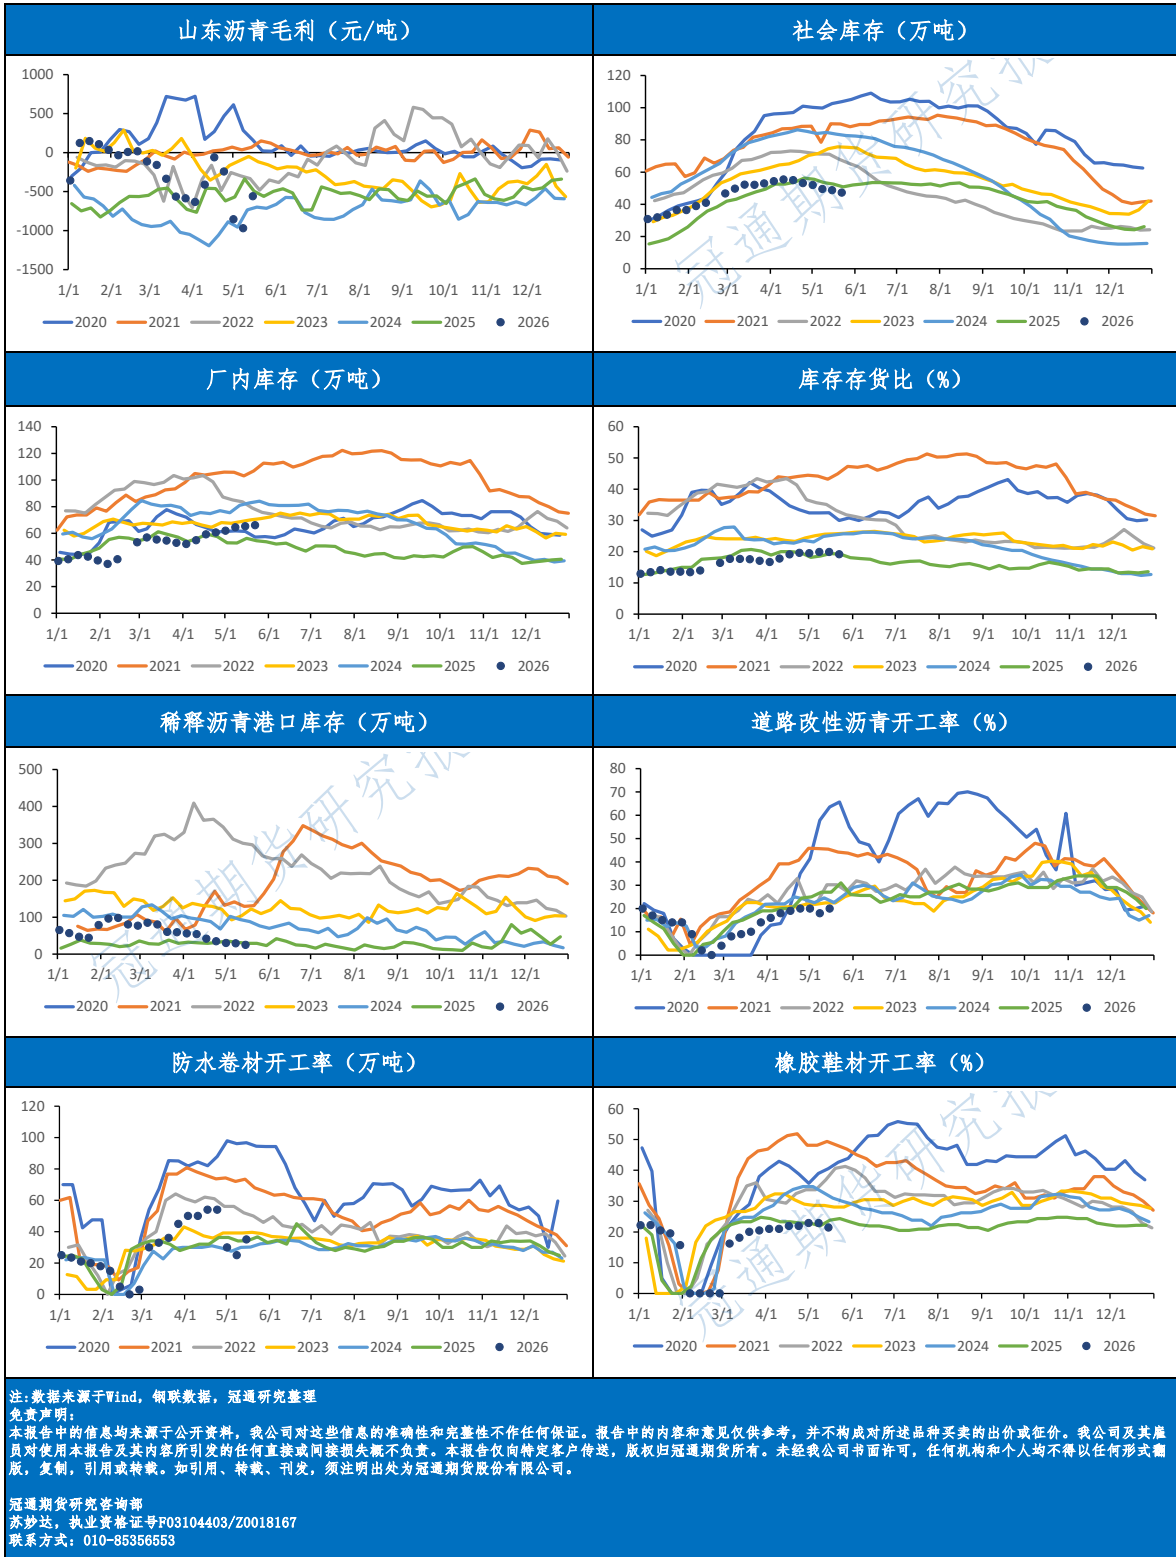 山东沥青毛利（元/吨）
社会库存（万吨）
1000
500
0
-500
-1000
-1500
1/1 2/1 3/1 4/1 5/1 6/1 7/1 8/1 9/1 10/1 11/1 12/1
2020 2021 2022 2023 2024 2025 2026
120
100
80
60
40
20
0
1/1 2/1 3/1 4/1 5/1 6/1 7/1 8/1 9/1 10/1 11/1 12/1
2020 2021 2022 2023 2024 2025 2026
冠通期货研究报
厂内库存（万吨）
库存存货比（%）
140
120
100
80
60
40
20
0
1/1 2/1 3/1 4/1 5/1 6/1 7/1 8/1 9/1 10/1 11/1 12/1
2020 2021 2022 2023 2024 2025 2026
60
50
40
30
20
10
0
1/1 2/1 3/1 4/1 5/1 6/1 7/1 8/1 9/1 10/1 11/1 12/1
2020 2021 2022 2023 2024 2025 2026
稀释沥青港口库存（万吨）
道路改性沥青开工率（%）
500
400
300
200
100
0
1/1 2/1 3/1 4/1 5/1 6/1 7/1 8/1 9/1 10/1 11/1 12/1
2020 2021 2022 2023 2024 2025 2026
冠通期货研究报
80
70
60
50
40
30
20
10
0
1/1 2/1 3/1 4/1 5/1 6/1 7/1 8/1 9/1 10/1 11/1 12/1
2020 2021 2022 2023 2024 2025 2026
防水卷材开工率（万吨）
橡胶鞋材开工率（%）
120
100
80
60
40
20
0
1/1 2/1 3/1 4/1 5/1 6/1 7/1 8/1 9/1 10/1 11/1 12/1
2020 2021 2022 2023 2024 2025 2026
60
50
40
30
20
10
0
1/1 2/1 3/1 4/1 5/1 6/1 7/1 8/1 9/1 10/1 11/1 12/1
2020 2021 2022 2023 2024 2025 2026
冠通期货研究报
注:数据来源于Wind，钢联数据，冠通研究整理
免责声明：
本报告中的信息均来源于公开资料，我公司对这些信息的准确性和完整性不作任何保证。报告中的内容和意见仅供参考，并不构成对所述品种买卖的出价或征价。我公司及其雇
员对使用本报告及其内容所引发的任何直接或间接损失概不负责。本报告仅向特定客户传送，版权归冠通期货所有。未经我公司书面许可，任何机构和个人均不得以任何形式翻
版，复制，引用或转载。如引用、转载、刊发，须注明出处为冠通期货股份有限公司。
冠通期货研究咨询部
苏妙达，执业资格证号F03104403/Z0018167
联系方式：010-85356553